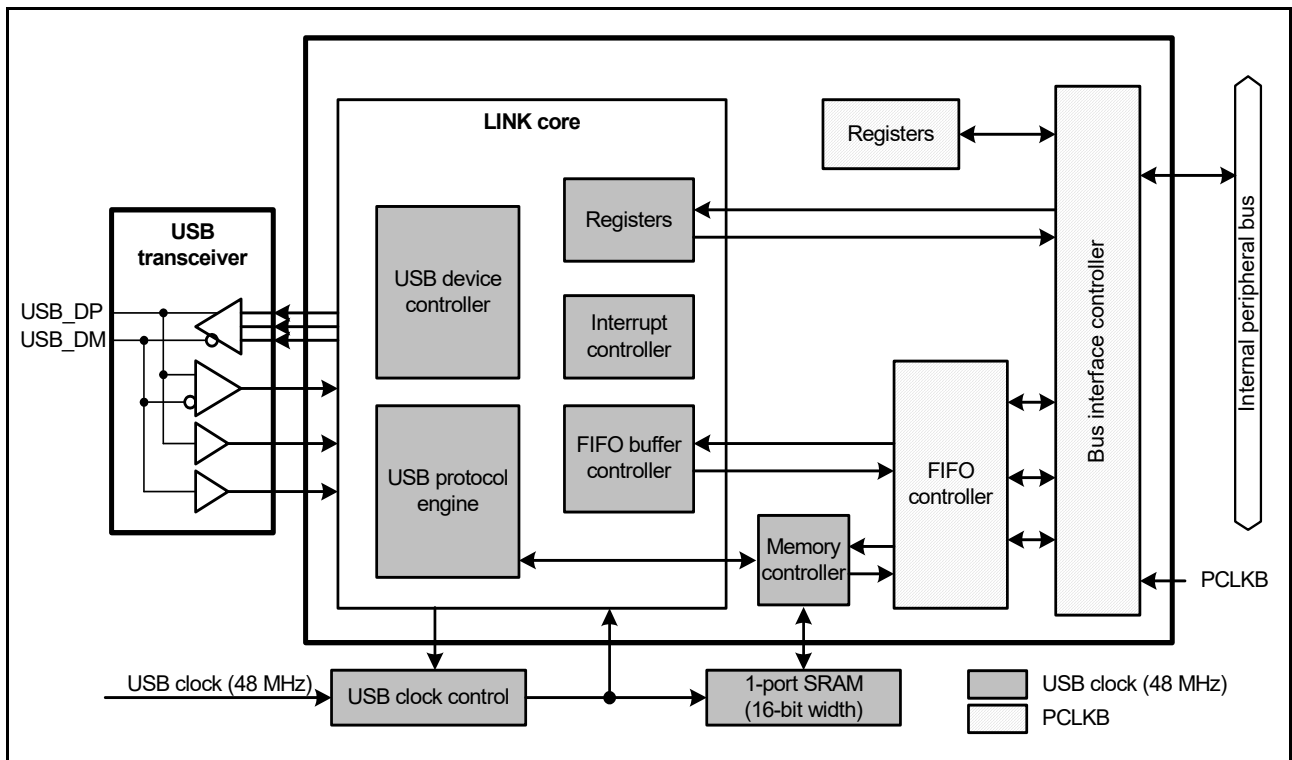 LINK core
Registers
Registers
USB
transceiver
USB device
controller
USB_DP
USB_DM
Interrupt
controller
Bus interface controller
Internal peripheral bus
USB protocol
engine
FIFO buffer
controller
FIFO
controller
Memory
controller
PCLKB
USB clock (48 MHz)
USB clock control
1-port SRAM
(16-bit width)
USB clock (48 MHz)
PCLKB